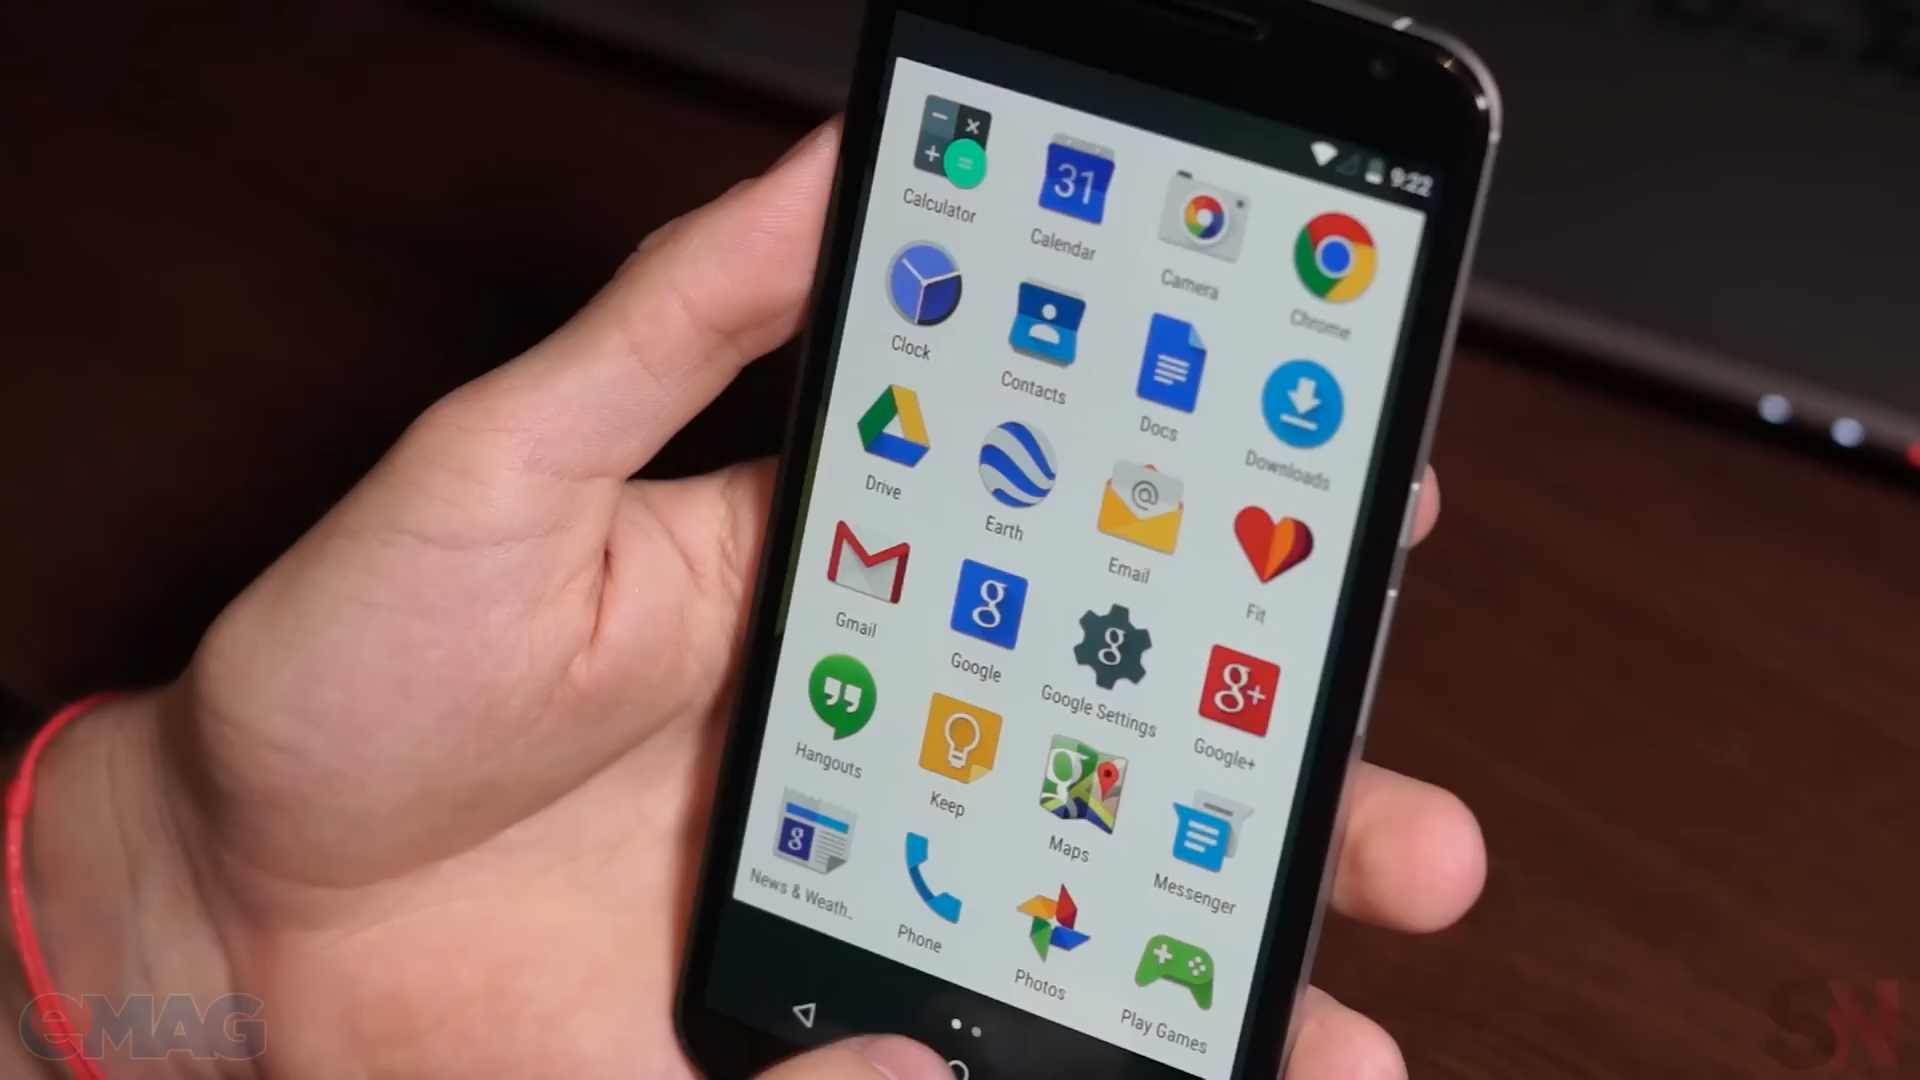 9:22
Calculator
Calendar
Camera
Chrome
31
Clock
Contacts
Docs
Downloads
Drive
Earth
Email
Fit
Gmail
Google
Google Settings
Google+
Hangouts
Keep
Maps
Messenger
News & Weath..
Phone
Photos
Play Games
eMAG
SN